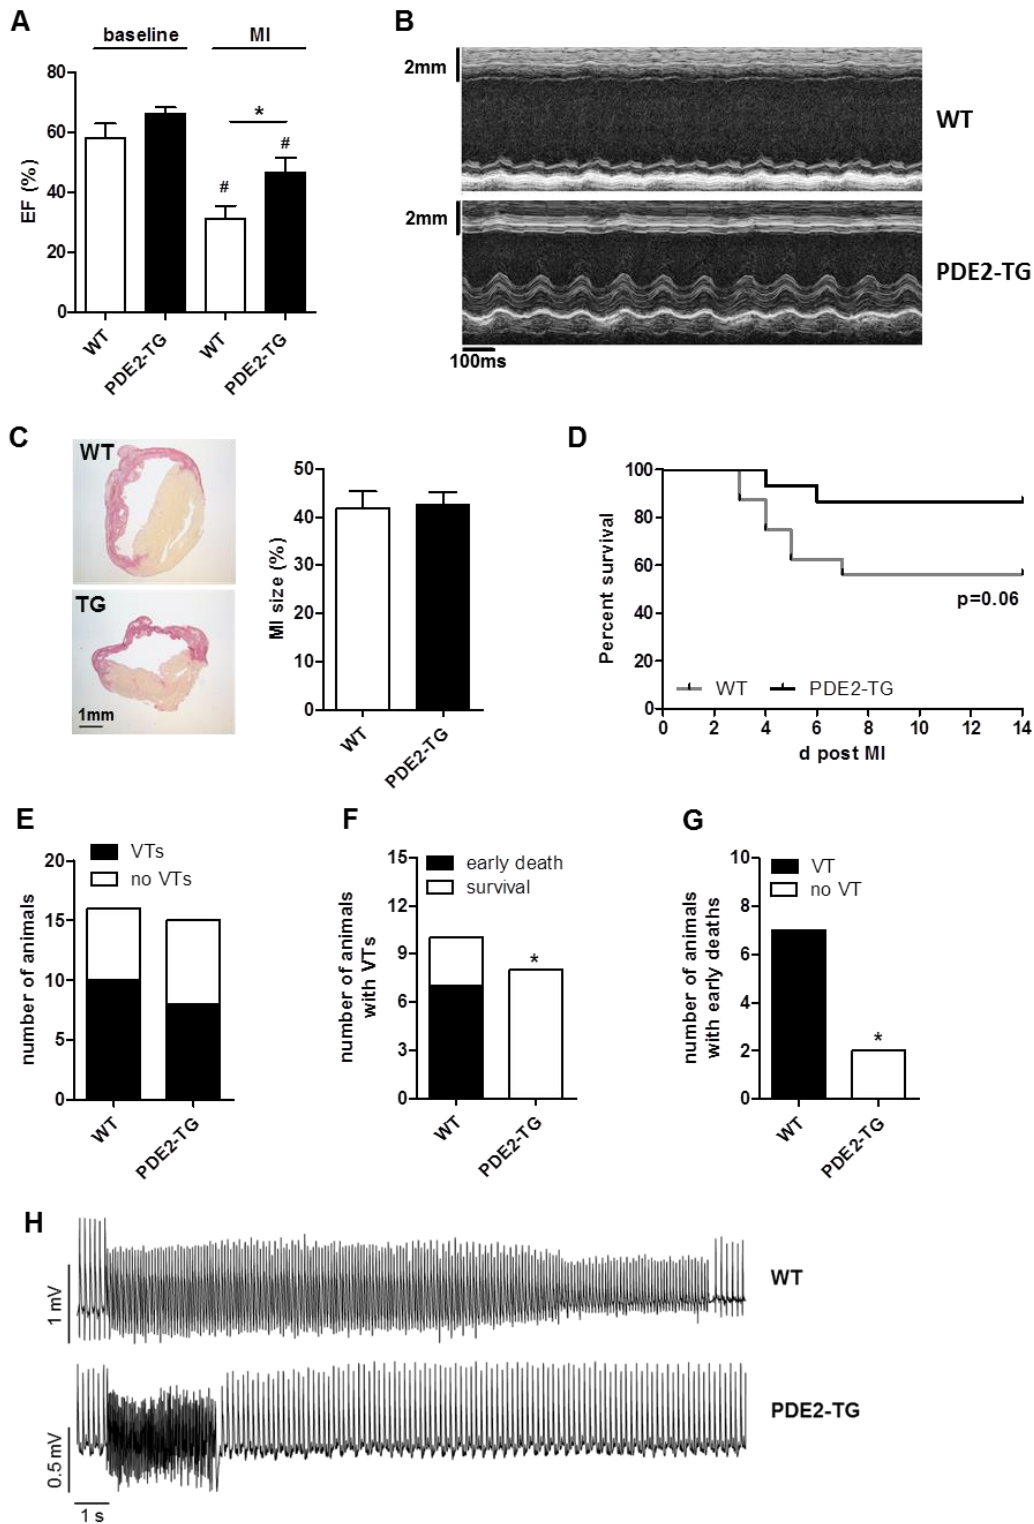 A
baseline
MI
80
60
40
20
0
EF (%)
*
#
#
WT
PDE2-TG
WT
PDE2-TG
B
2mm
WT
2mm
PDE2-TG
100ms
C
WT
TG
1mm
50
40
30
20
10
0
MI size (%)
WT
PDE2-TG
D
100
80
60
40
20
0
Percent survival
p=0.06
WT
PDE2-TG
0 2 4 6 8 10 12 14
d post MI
E
VTs
no VTs
20
15
10
5
0
number of animals
WT
PDE2-TG
F
early death
survival
15
12
9
6
3
0
number of animals
with VTs
*
WT
PDE2-TG
G
VT
no VT
10
8
6
4
2
0
number of animals
with early deaths
*
WT
PDE2-TG
H
1 mV
WT
0.5 mV
PDE2-TG
1 s